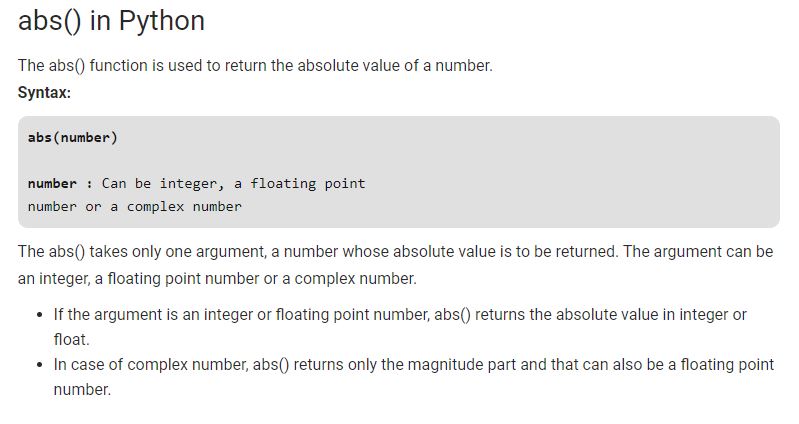 abs() in Python
The abs() function is used to return the absolute value of a number.
Syntax:
abs(number)
number : Can be integer, a floating point
number or a complex number
The abs() takes only one argument, a number whose absolute value is to be returned. The argument can be
an integer, a floating point number or a complex number.
• If the argument is an integer or floating point number, abs() returns the absolute value in integer or
float.
• In case of complex number, abs() returns only the magnitude part and that can also be a floating point
number.